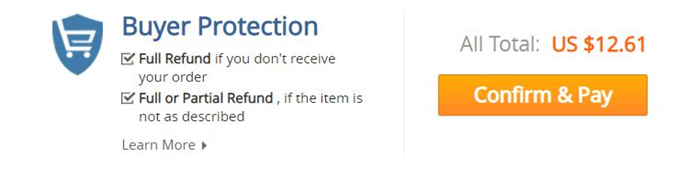 Buyer Protection
Full Refund if you don't receive
your order
Full or Partial Refund , if the item is
not as described
Learn More
All Total: US $12.61
Confirm & Pay